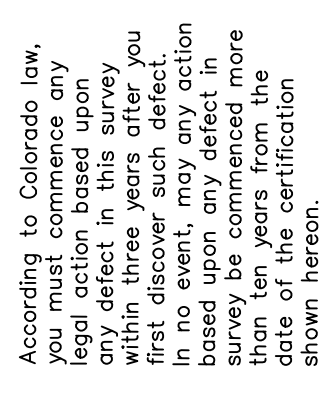 According to Colorado law,
you must commence any
legal action based upon
any defect in this survey
within three years after you
first discover such defect.
In no event, may any action
based upon any defect in
survey be commenced more
than ten years from the
date of the certification
shown hereon.